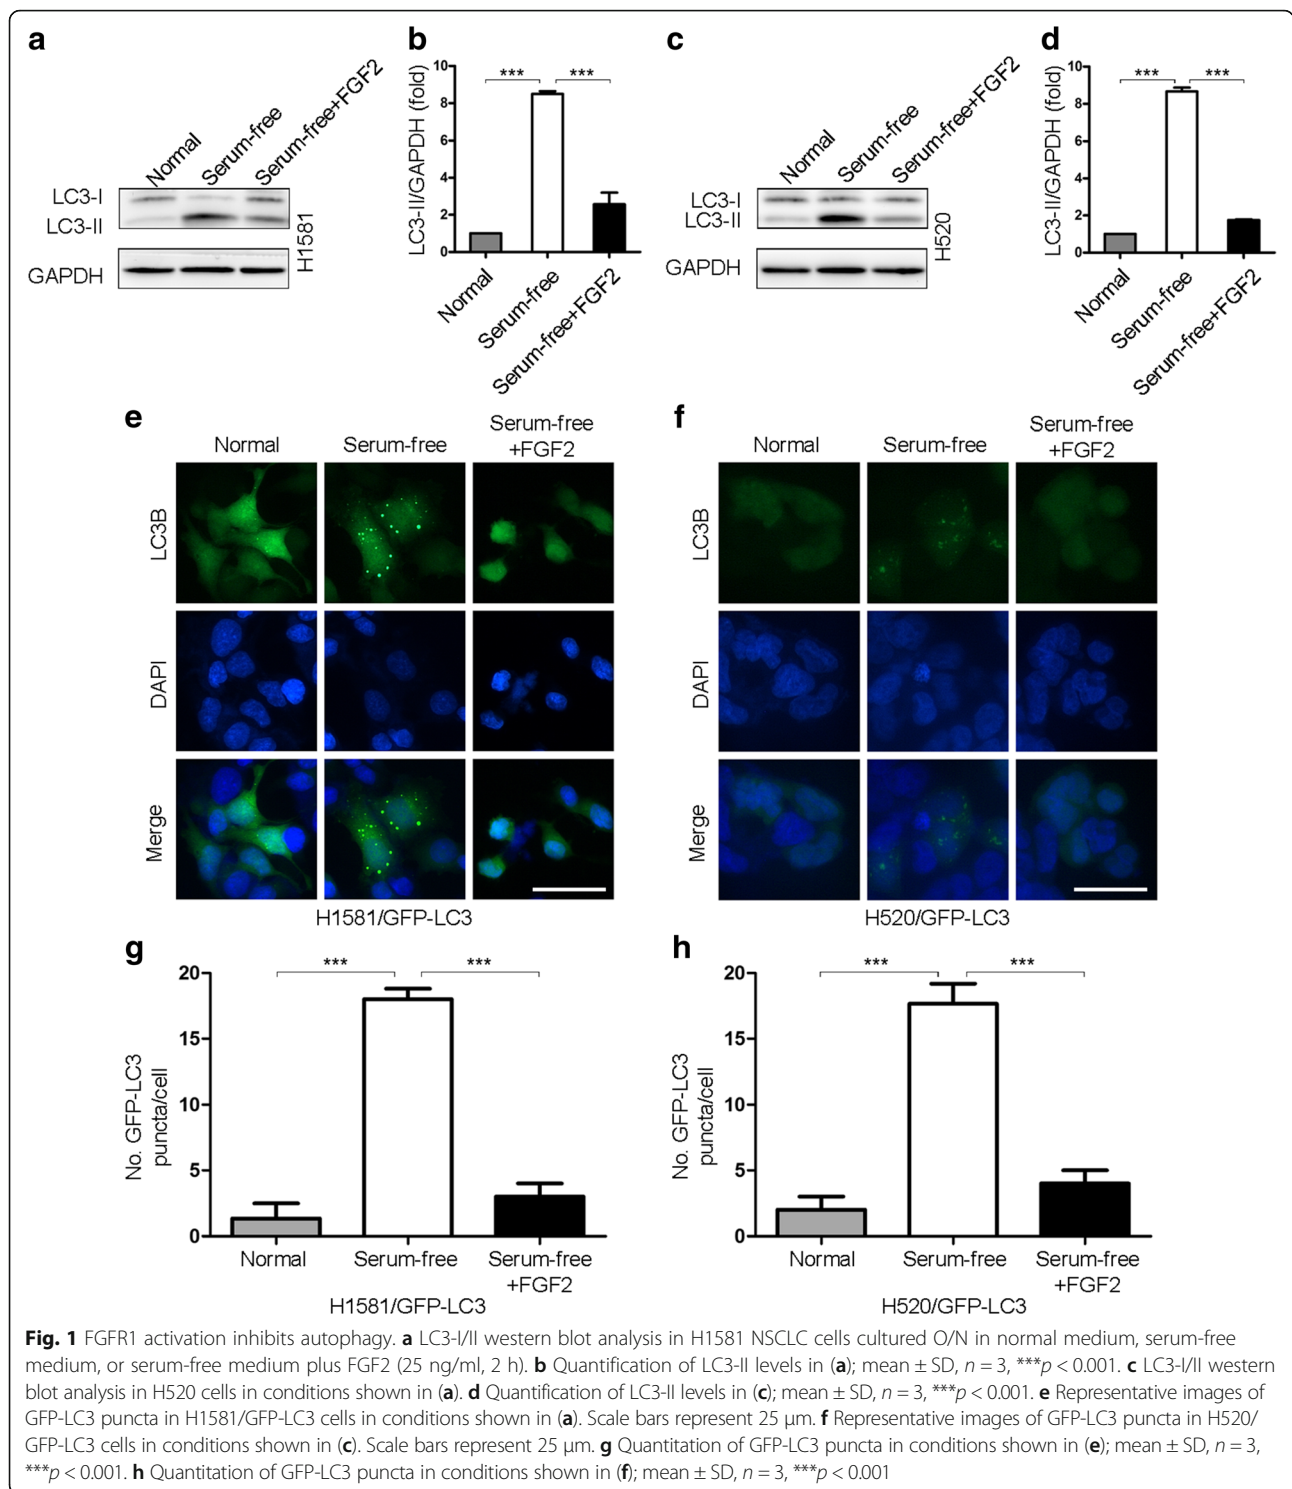 a
Normal
Serum-free
Serum-free+FGF2
LC3-I
LC3-II
GAPDH
H1581
b
LC3-II/GAPDH (fold)
10
8
6
4
2
0
***
***
Normal
Serum-free
Serum-free+FGF2
c
Normal
Serum-free
Serum-free+FGF2
LC3-I
LC3-II
GAPDH
H520
d
LC3-II/GAPDH (fold)
10
8
6
4
2
0
***
***
Normal
Serum-free
Serum-free+FGF2
e
Normal
Serum-free
Serum-free
+FGF2
LC3B
DAPI
Merge
H1581/GFP-LC3
f
Normal
Serum-free
Serum-free
+FGF2
LC3B
DAPI
Merge
H520/GFP-LC3
g
No. GFP-LC3
puncta/cell
20
15
10
5
0
***
***
Normal
Serum-free
Serum-free
+FGF2
H1581/GFP-LC3
h
No. GFP-LC3
puncta/cell
20
15
10
5
0
***
***
Normal
Serum-free
Serum-free
+FGF2
H520/GFP-LC3
Fig. 1 FGFR1 activation inhibits autophagy. a LC3-I/II western blot analysis in H1581 NSCLC cells cultured O/N in normal medium, serum-free
medium, or serum-free medium plus FGF2 (25 ng/ml, 2 h). b Quantification of LC3-II levels in (a); mean ± SD, n = 3, ***p < 0.001. c LC3-I/II western
blot analysis in H520 cells in conditions shown in (a). d Quantification of LC3-II levels in (c); mean ± SD, n = 3, ***p < 0.001. e Representative images of
GFP-LC3 puncta in H1581/GFP-LC3 cells in conditions shown in (a). Scale bars represent 25 μm. f Representative images of GFP-LC3 puncta in H520/
GFP-LC3 cells in conditions shown in (c). Scale bars represent 25 μm. g Quantitation of GFP-LC3 puncta in conditions shown in (e); mean ± SD, n = 3,
***p < 0.001. h Quantitation of GFP-LC3 puncta in conditions shown in (f); mean ± SD, n = 3, ***p < 0.001